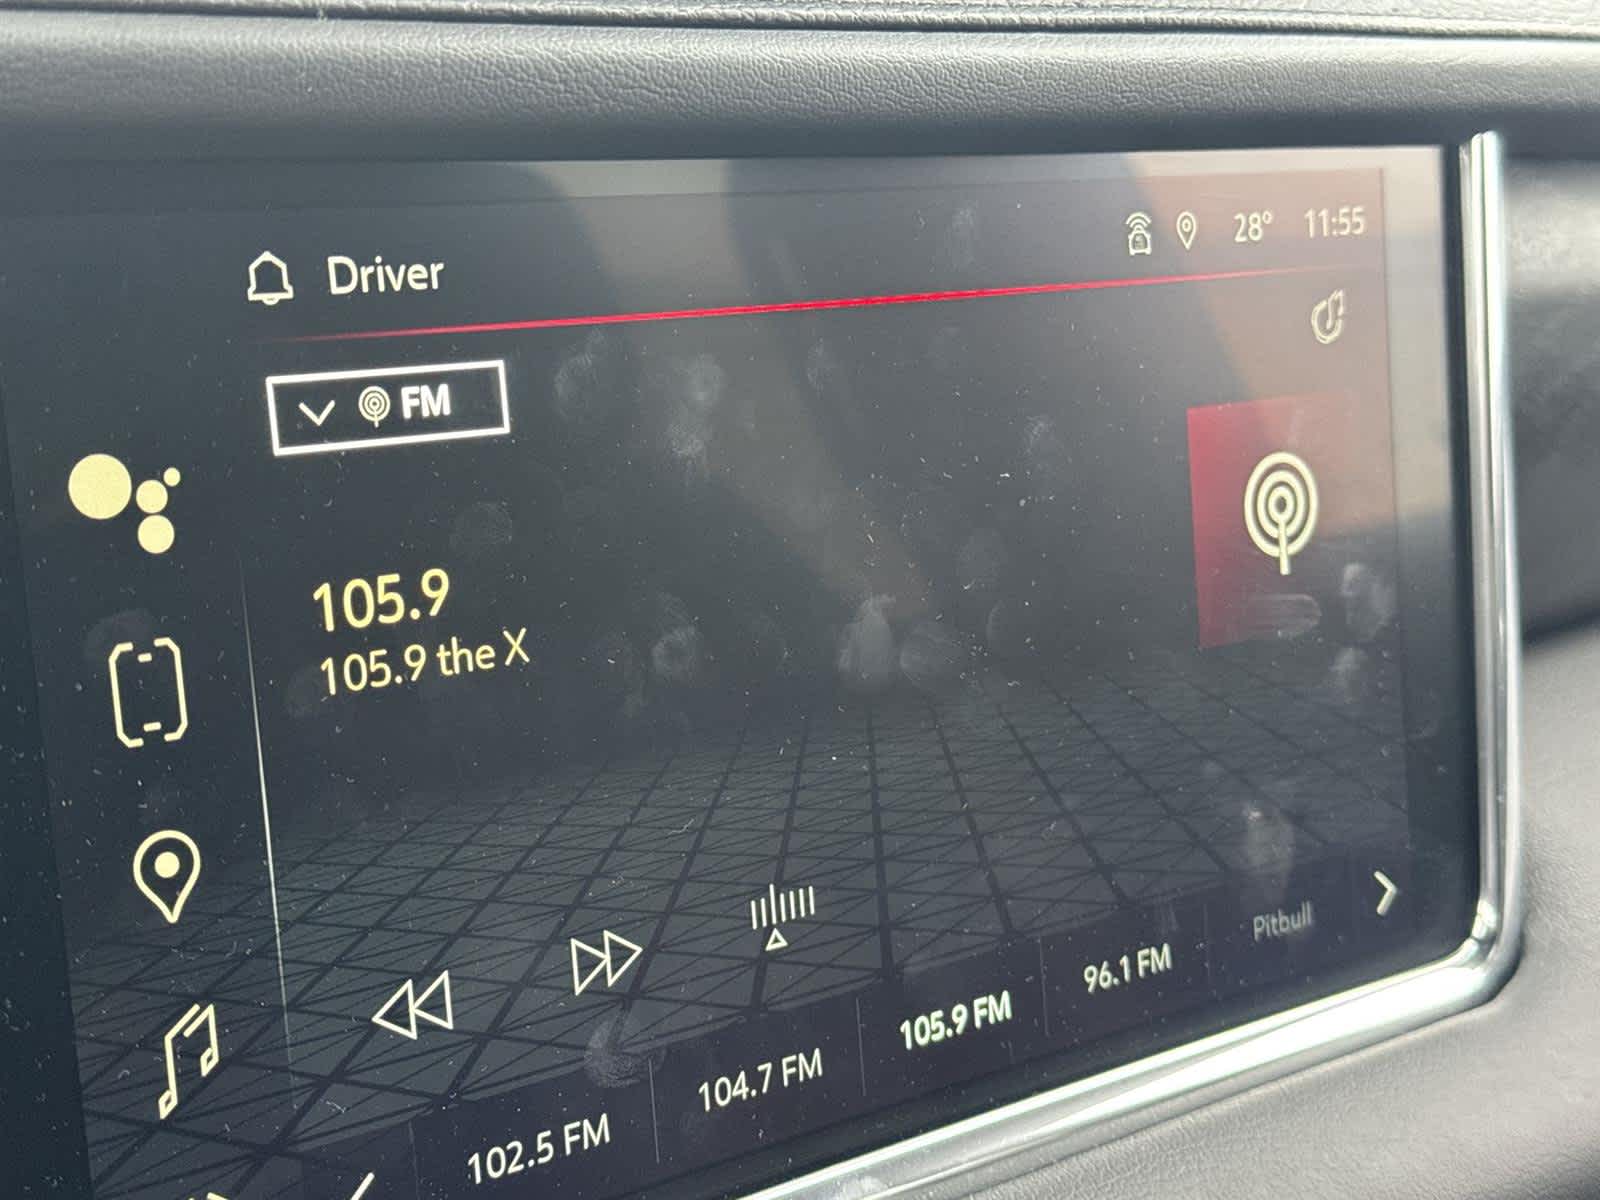 Driver
28° 11:55
FM
105.9
105.9 the X
102.5 FM
104.7 FM
105.9 FM
96.1 FM
Pitbull